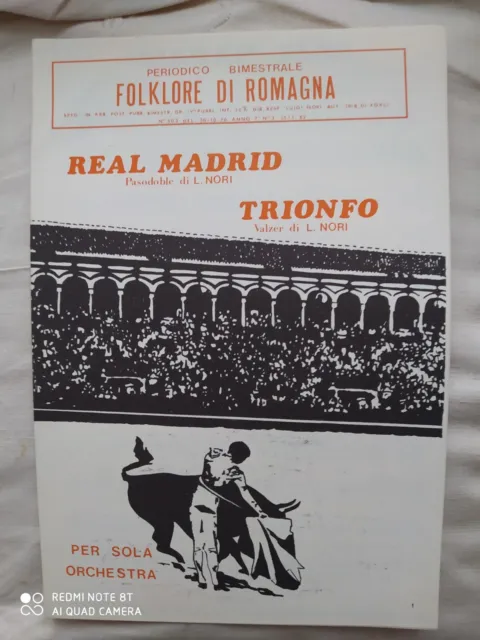 PERIODICO BIMESTRALE
FOLKLORE DI ROMAGNA
REAL MADRID
Pasodoble di L. NORI
TRIONFO
Valzer di L. NORI
PER SOLA
ORCHESTRA
1
REDMI NOTE 8T
AI QUAD CAMERA